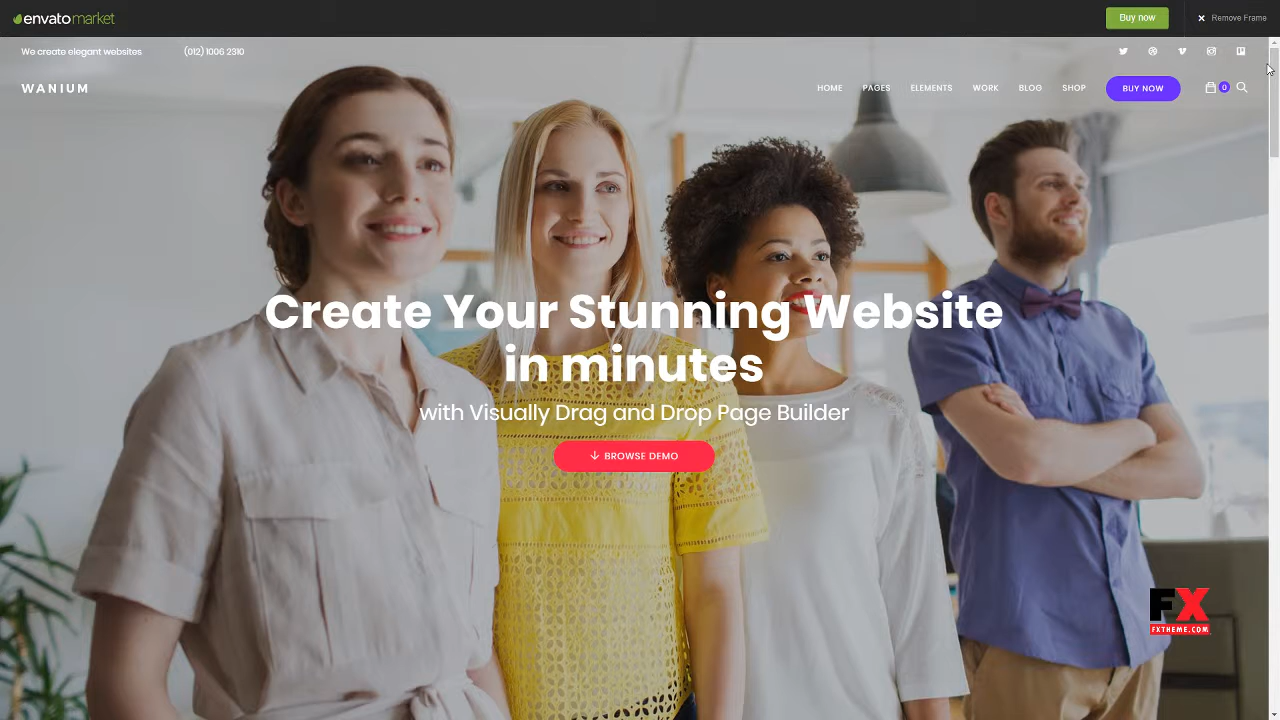 envato market
Buy now
Remove Frame
We create elegant websites
(012) 1006 2310
WANIUM
HOME
PAGES
ELEMENTS
WORK
BLOG
SHOP
BUY NOW
0
Create Your Stunning Website
in minutes
with Visually Drag and Drop Page Builder
BROWSE DEMO
FX
FXTHEME.COM